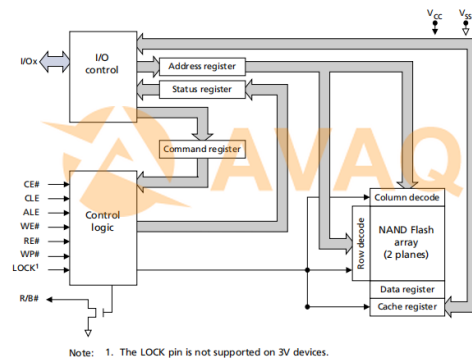 VCC VSS
I/Ox
I/O
control
Address register
Status register
Command register
AVAQ
CE#
CLE
ALE
WE#
RE#
WP#
LOCK¹
Control
logic
Column decode
Row decode
NAND Flash
array
(2 planes)
Data register
Cache register
R/B#
Note: 1. The LOCK pin is not supported on 3V devices.